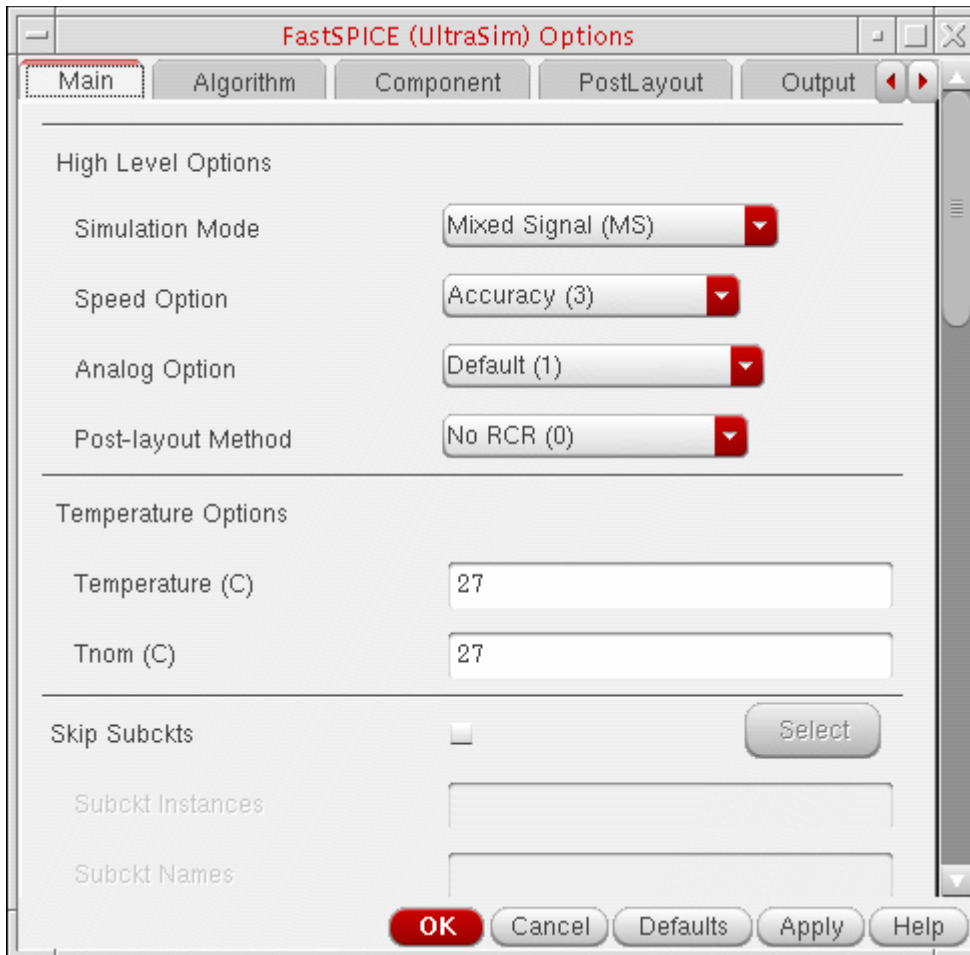 FastSPICE (UltraSim) Options
Main Algorithm Component PostLayout Output
High Level Options
Simulation Mode Mixed Signal (MS)
Speed Option Accuracy (3)
Analog Option Default (1)
Post-layout Method No RCR (0)
Temperature Options
Temperature (C) 27
Tnom (C) 27
Skip Subckts Select
Subckt Instances
Subckt Names
OK Cancel Defaults Apply Help